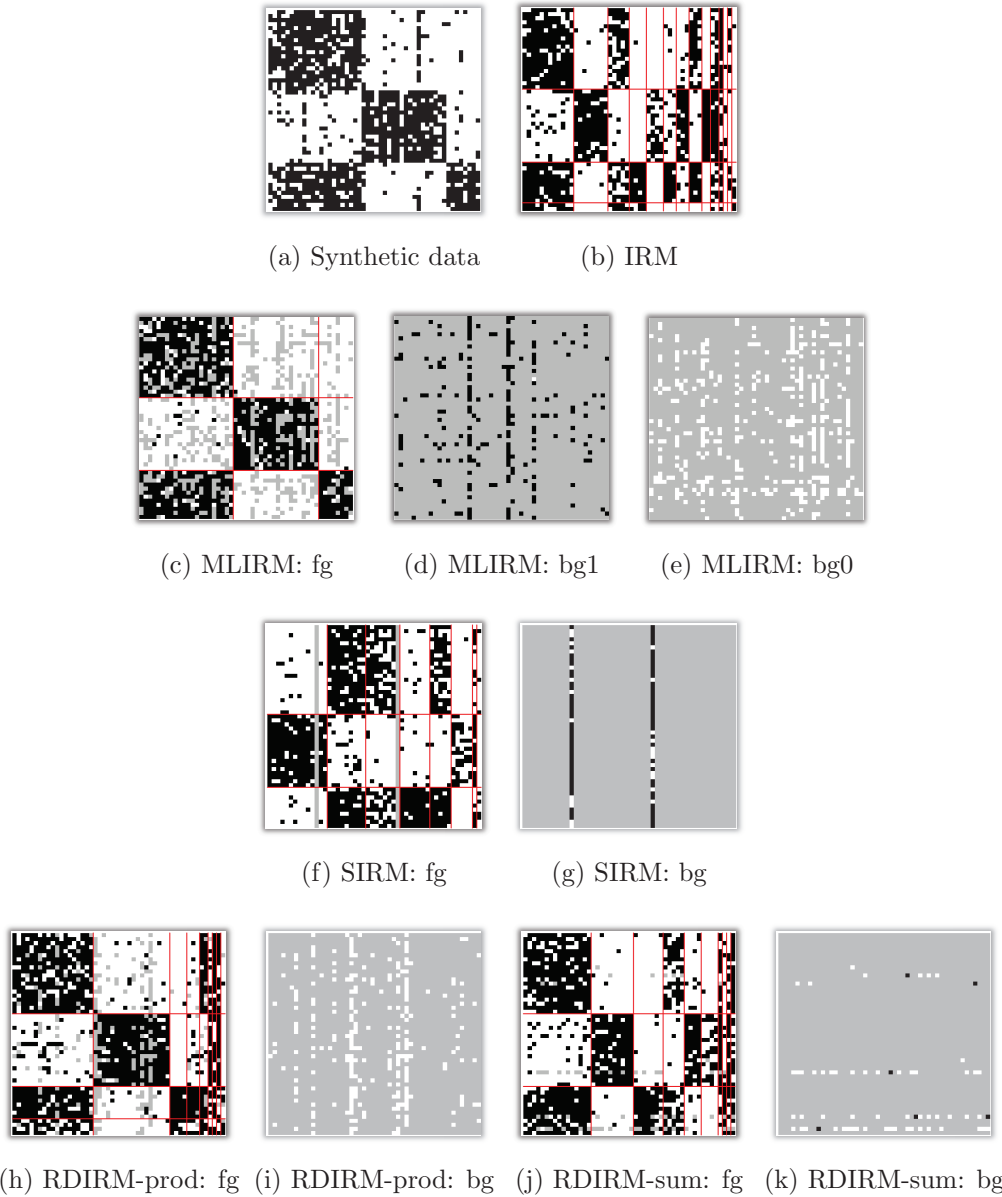 (a) Synthetic data
(b) IRM
(c) MLIRM: fg
(d) MLIRM: bg1
(e) MLIRM: bg0
(f) SIRM: fg
(g) SIRM: bg
(h) RDIRM-prod: fg
(i) RDIRM-prod: bg
(j) RDIRM-sum: fg
(k) RDIRM-sum: bg